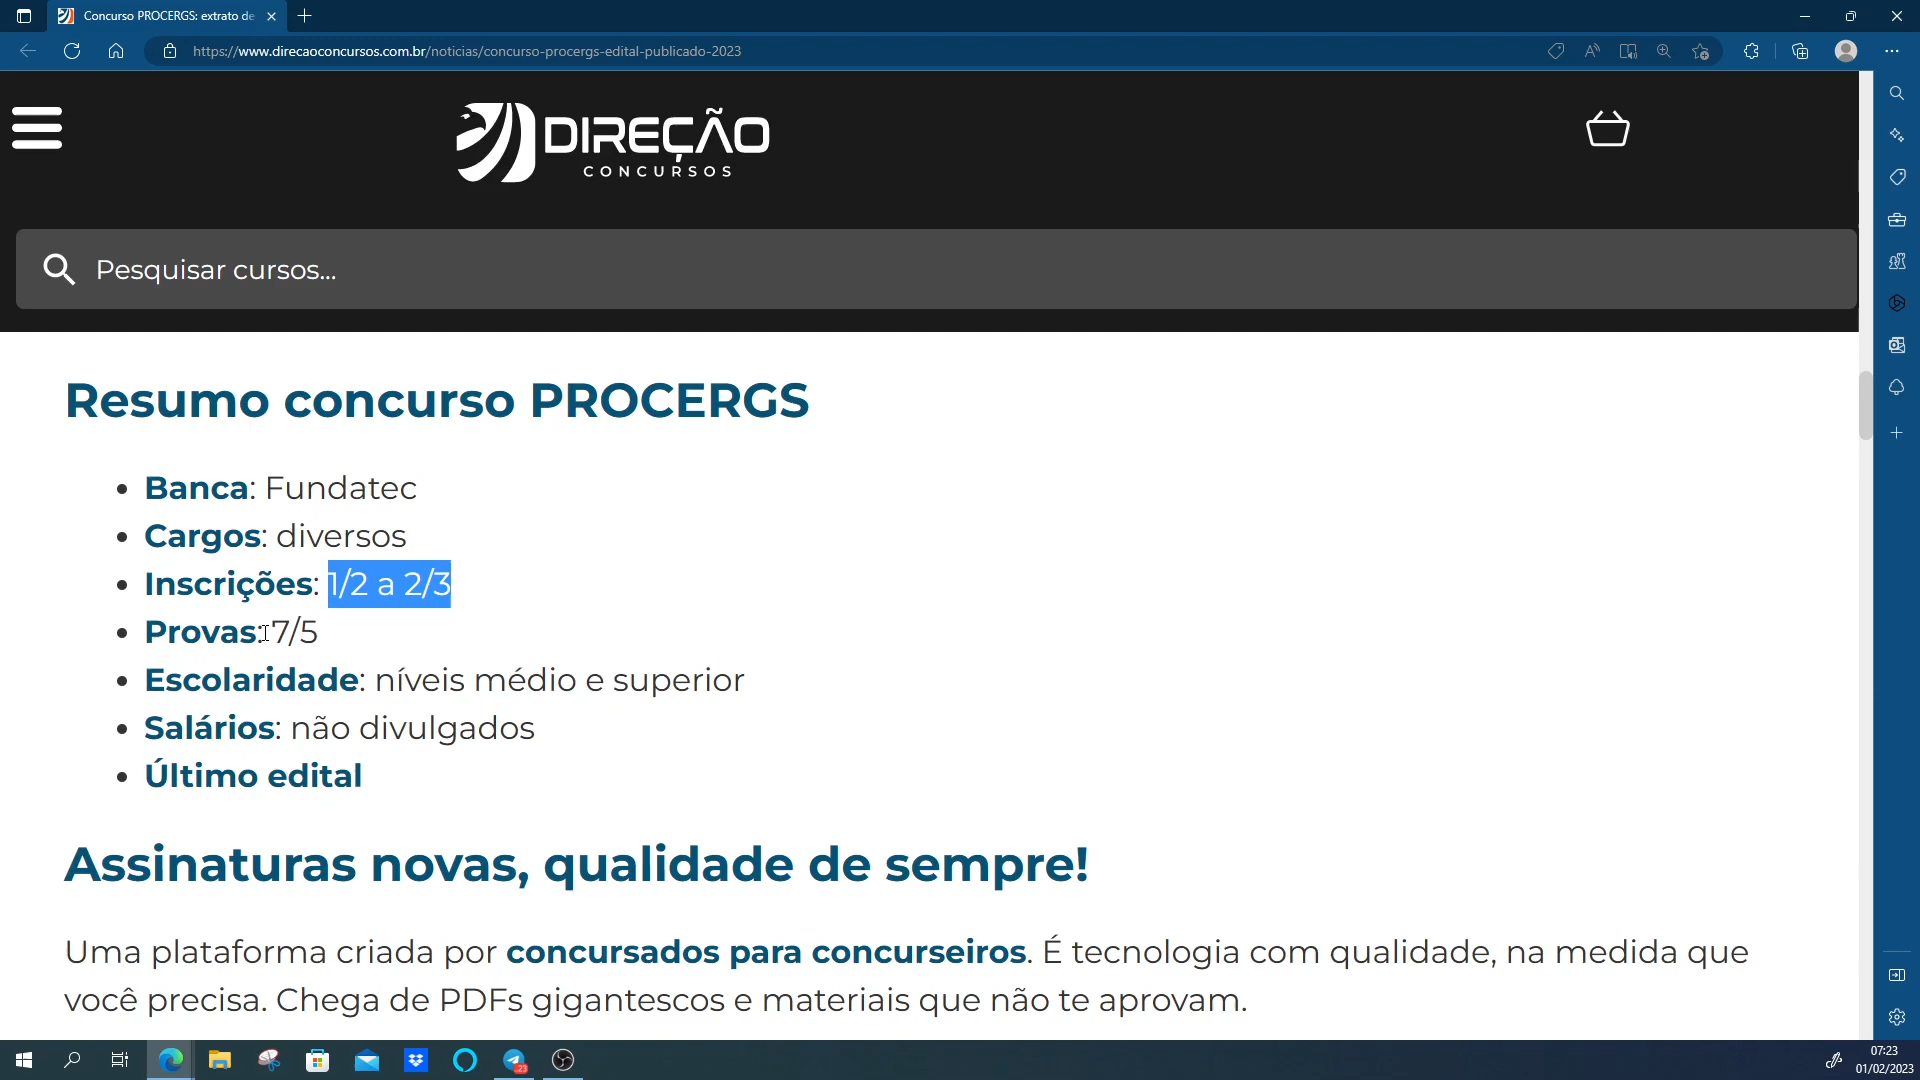 Concurso PROCERGS: extrato de
https://www.direcaoconcursos.com.br/noticias/concurso-procergs-edital-publicado-2023
DIREÇÃO
CONCURSOS
Pesquisar cursos...
Resumo concurso PROCERGS
Banca: Fundatec
Cargos: diversos
Inscrições: 1/2 a 2/3
Provas: 7/5
Escolaridade: níveis médio e superior
Salários: não divulgados
Último edital
Assinaturas novas, qualidade de sempre!
Uma plataforma criada por concursados para concurseiros. É tecnologia com qualidade, na medida que
você precisa. Chega de PDFs gigantescos e materiais que não te aprovam.
23
07:23
01/02/2023